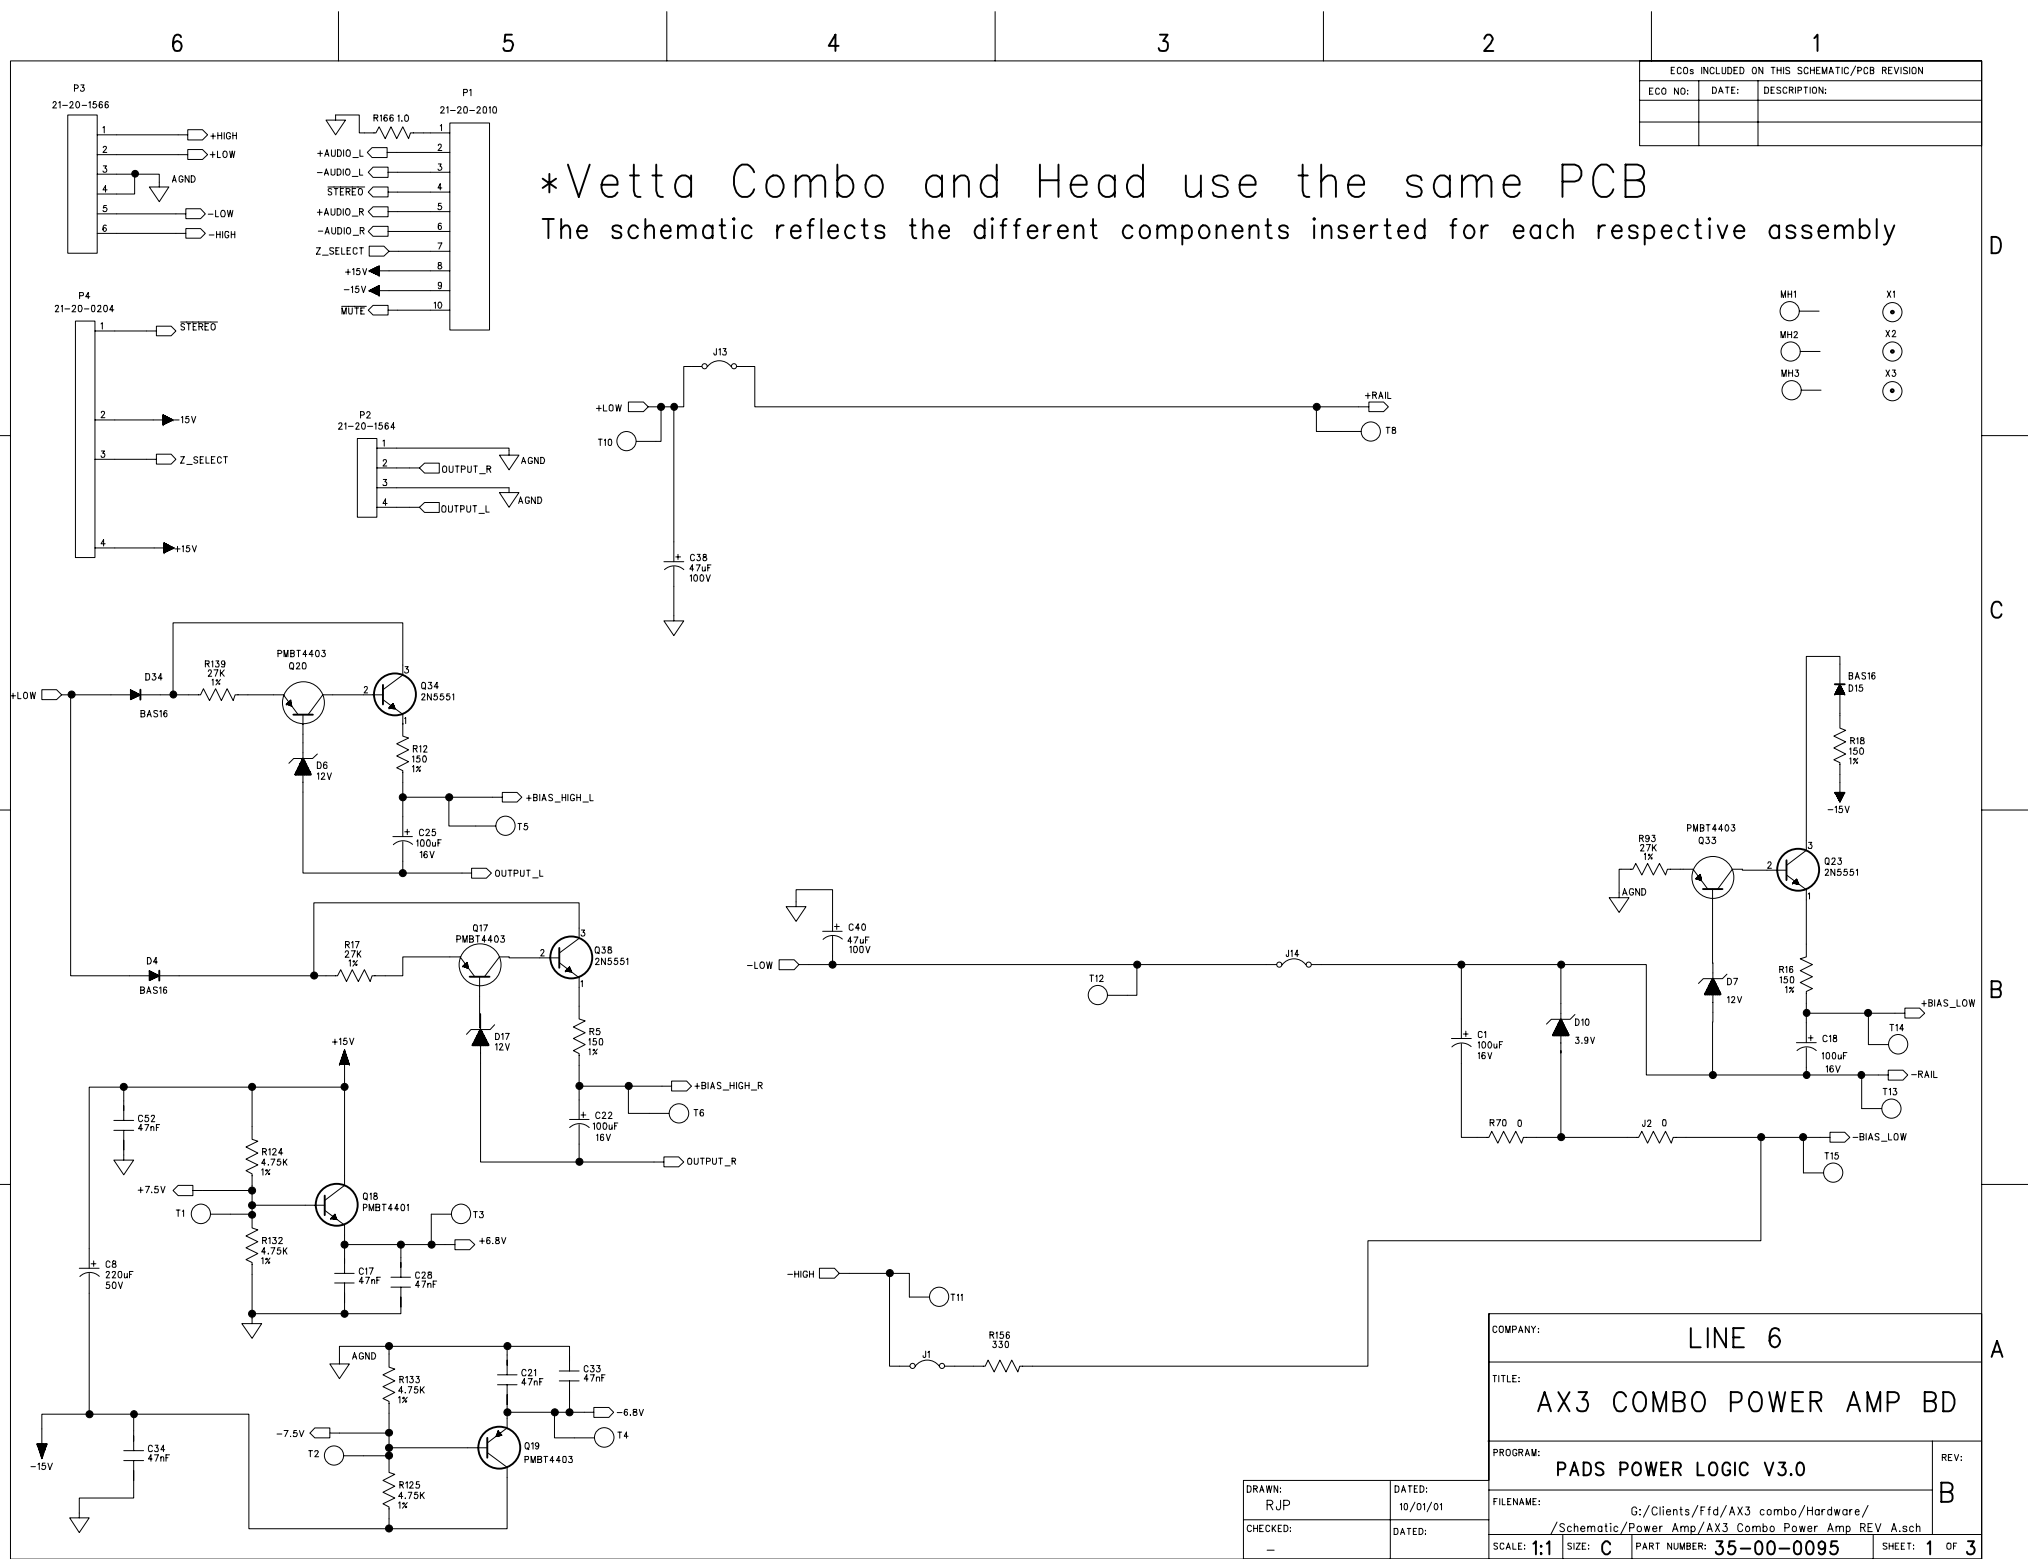 6 5 4 3 2 1
ECOs INCLUDED ON THIS SCHEMATIC/PCB REVISION
ECO NO: DATE: DESCRIPTION:
P3
21-20-1566
1 +HIGH
2 +LOW
3 AGND
4
5 -LOW
6 -HIGH
P1
21-20-2010
R166 1.0 1
+AUDIO_L 2
-AUDIO_L 3
STEREO 4
+AUDIO_R 5
-AUDIO_R 6
Z_SELECT 7
+15V 8
-15V 9
MUTE 10
*Vetta Combo and Head use the same PCB
The schematic reflects the different components inserted for each respective assembly
D
MH1 X1
MH2 X2
MH3 X3
P4
21-20-0204
1 STEREO
2 -15V
3 Z_SELECT
4 +15V
P2
21-20-1564
1 AGND
2 OUTPUT_R
3 AGND
4 OUTPUT_L
J13
+LOW
T10
+RAIL
T8
C38
47uF
100V
C
+LOW
D34
BAS16
R139
27K
1%
PMBT4403
Q20
2 3 1
Q34
2N5551
R12
150
1%
D6
12V
+BIAS_HIGH_L
T5
C25
100uF
16V
OUTPUT_L
D4
BAS16
R17
27K
1%
Q17
PMBT4403
2 3 1
Q38
2N5551
R5
150
1%
D17
12V
+BIAS_HIGH_R
T6
C22
100uF
16V
OUTPUT_R
C40
47uF
100V
-LOW
T12
J14
C1
100uF
16V
D10
3.9V
R70 0
J2 0
-BIAS_LOW
T15
BAS16
D15
R18
150
1%
-15V
R93
27K
1%
AGND
PMBT4403
Q33
2 3 1
Q23
2N5551
D7
12V
R16
150
1%
+BIAS_LOW
T14
C18
100uF
16V
-RAIL
T13
B
+15V
C52
47nF
R124
4.75K
1%
+7.5V
T1
R132
4.75K
1%
Q18
PMBT4401
T3
+6.8V
C17
47nF
C28
47nF
C8
220uF
50V
AGND
R133
4.75K
1%
C21
47nF
C33
47nF
-6.8V
T4
-7.5V
T2
Q19
PMBT4403
R125
4.75K
1%
-15V
C34
47nF
-HIGH
T11
J1
R156
330
A
COMPANY: LINE 6
TITLE:
AX3 COMBO POWER AMP BD
PROGRAM:
PADS POWER LOGIC V3.0
REV:
B
FILENAME:
G:/Clients/Ffd/AX3 combo/Hardware/
/Schematic/Power Amp/AX3 Combo Power Amp REV A.sch
DRAWN:
RJP
DATED:
10/01/01
CHECKED:
-
DATED:
SCALE: 1:1 SIZE: C PART NUMBER: 35-00-0095 SHEET: 1 OF 3